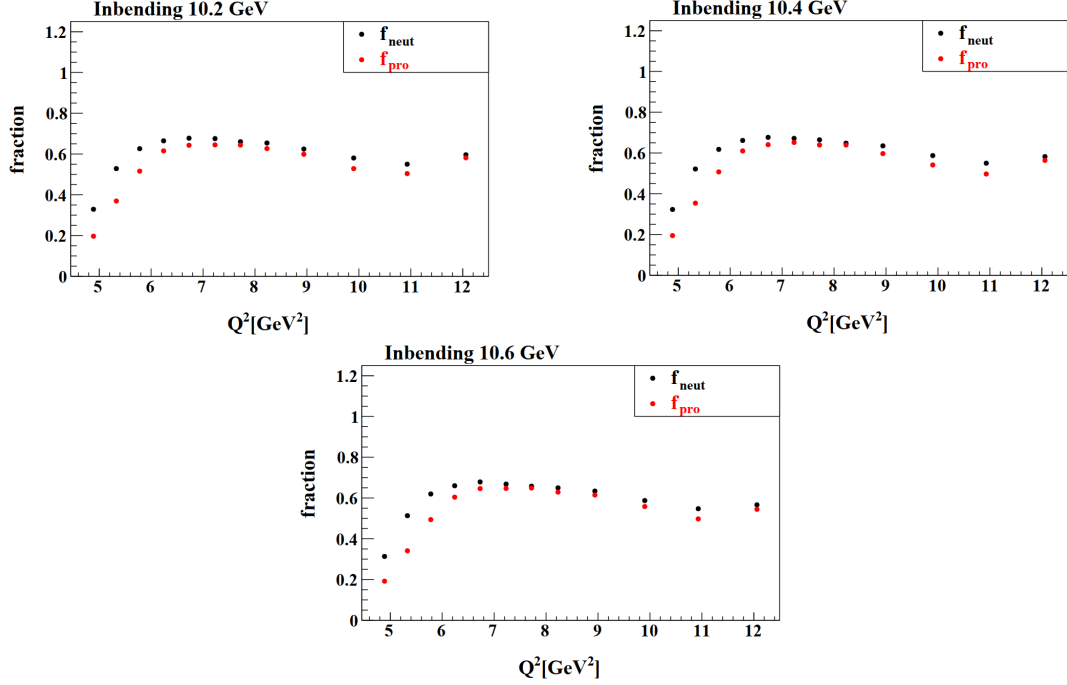 Inbending 10.2 GeV
f_neut
f_pro
fraction
1.2
1
0.8
0.6
0.4
0.2
0
5 6 7 8 9 10 11 12
Q²[GeV²]
Inbending 10.4 GeV
f_neut
f_pro
fraction
1.2
1
0.8
0.6
0.4
0.2
0
5 6 7 8 9 10 11 12
Q²[GeV²]
Inbending 10.6 GeV
f_neut
f_pro
fraction
1.2
1
0.8
0.6
0.4
0.2
0
5 6 7 8 9 10 11 12
Q²[GeV²]